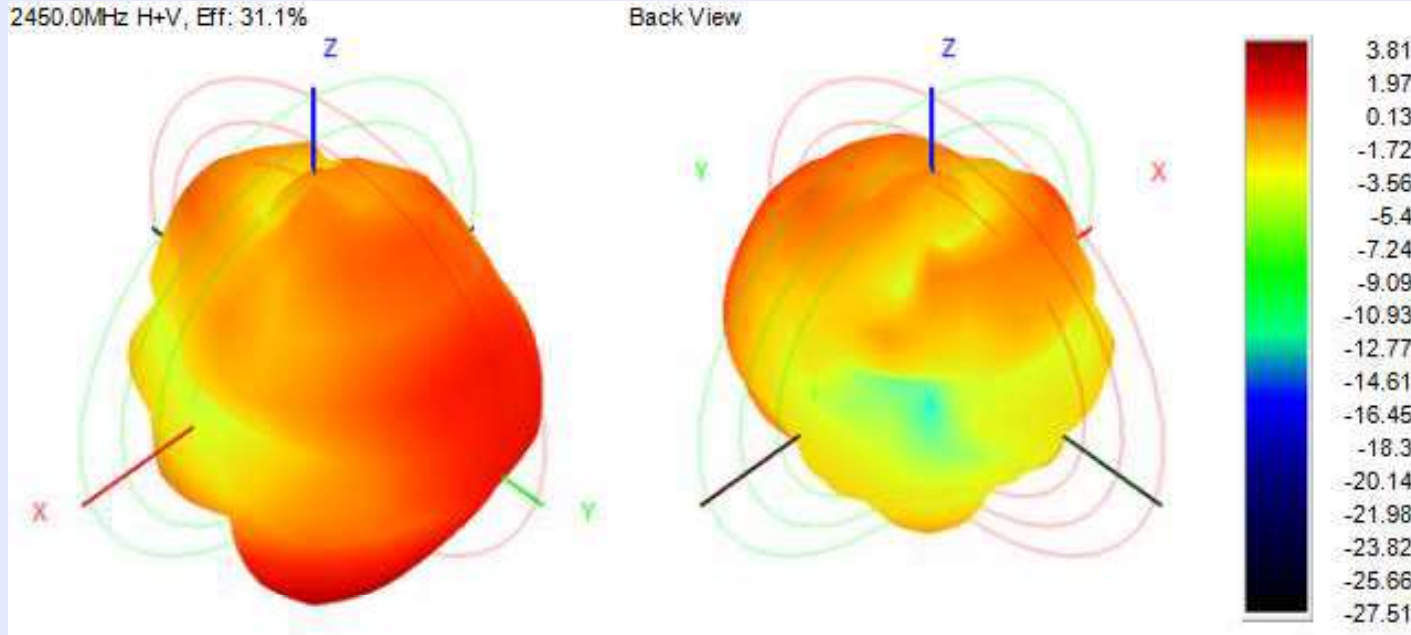 2450.0MHz H+V, Eff: 31.1%
Back View
Z
X
Y
Z
Y
X
3.81
1.97
0.13
-1.72
-3.56
-5.4
-7.24
-9.09
-10.93
-12.77
-14.61
-16.45
-18.3
-20.14
-21.98
-23.82
-25.66
-27.51